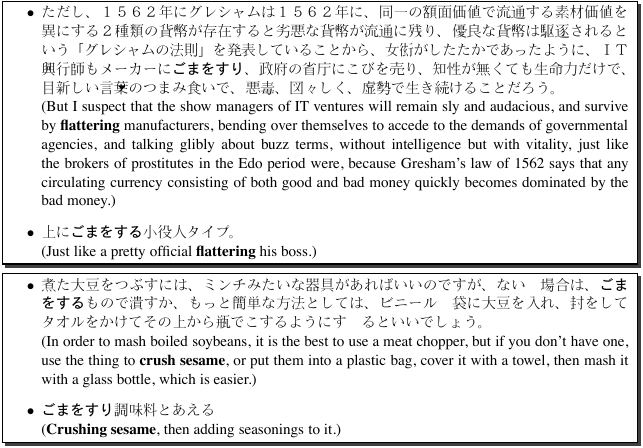 • ただし、１５６２年にグレシャムは１５６２年に、同一の額面価値で流通する素材価値を
異にする２種類の貨幣が存在すると劣悪な貨幣が流通に残り、優良な貨幣は駆逐されると
いう「グレシャムの法則」を発表していることから、女衒がしたたかであったように、ＩＴ
興行師もメーカーにごまをすり、政府の省庁にこびを売り、知性が無くても生命力だけで、
目新しい言葉のつまみ食いで、悪毒、図々しく、虚勢で生き続けることだろう。
(But I suspect that the show managers of IT ventures will remain sly and audacious, and survive
by flattering manufacturers, bending over themselves to accede to the demands of governmental
agencies, and talking glibly about buzz terms, without intelligence but with vitality, just like
the brokers of prostitutes in the Edo period were, because Gresham's law of 1562 says that any
circulating currency consisting of both good and bad money quickly becomes dominated by the
bad money.)
• 上にごまをする小役人タイプ。
(Just like a pretty official flattering his boss.)
• 煮た大豆をつぶすには、ミンチみたいな器具があればいいのですが、ない　場合は、ごま
をするもので潰すか、もっと簡単な方法としては、ビニール　袋に大豆を入れ、封をして
タオルをかけてその上から瓶でこするようにす　るといいでしょう。
(In order to mash boiled soybeans, it is the best to use a meat chopper, but if you don't have one,
use the thing to crush sesame, or put them into a plastic bag, cover it with a towel, then mash it
with a glass bottle, which is easier.)
• ごまをすり調味料とあえる
(Crushing sesame, then adding seasonings to it.)